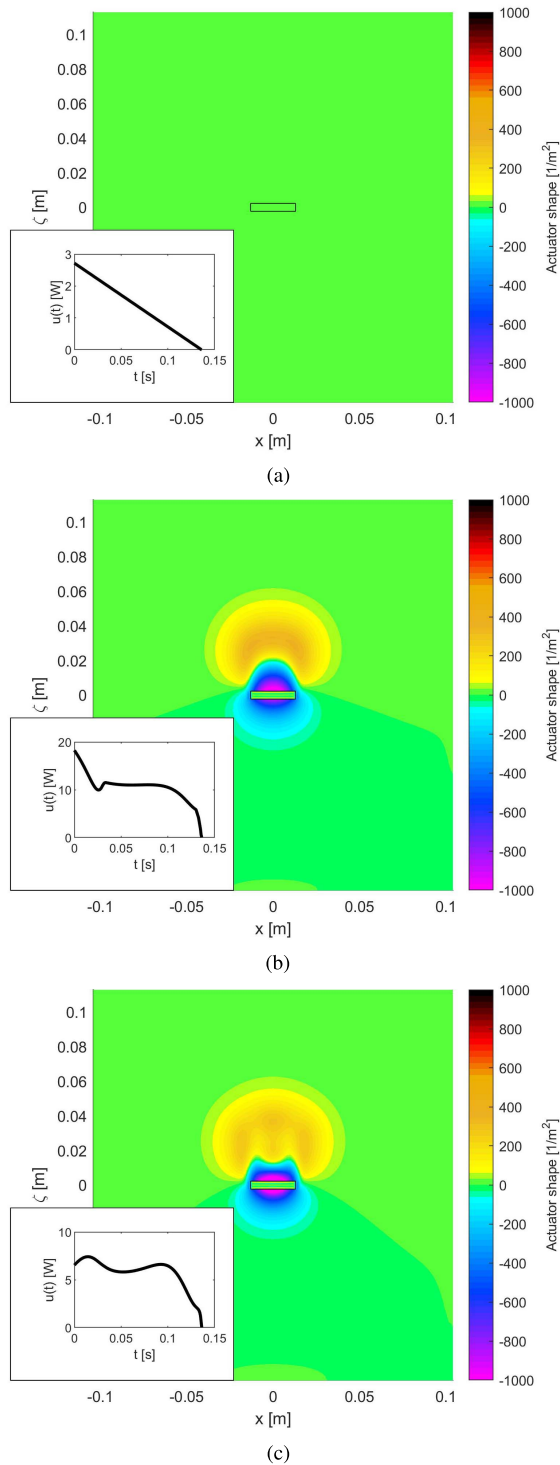 0.1
0.08
0.06
0.04
0.02
0
ζ [m]
3
2
1
0
u(t) [W]
0 0.05 0.1 0.15
t [s]
-0.1 -0.05 0 0.05 0.1
x [m]
1000
800
600
400
200
0
-200
-400
-600
-800
-1000
Actuator shape [1/m²]
(a)
0.1
0.08
0.06
0.04
0.02
0
ζ [m]
20
10
0
u(t) [W]
0 0.05 0.1 0.15
t [s]
-0.1 -0.05 0 0.05 0.1
x [m]
1000
800
600
400
200
0
-200
-400
-600
-800
-1000
Actuator shape [1/m²]
(b)
0.1
0.08
0.06
0.04
0.02
0
ζ [m]
10
5
0
u(t) [W]
0 0.05 0.1 0.15
t [s]
-0.1 -0.05 0 0.05 0.1
x [m]
1000
800
600
400
200
0
-200
-400
-600
-800
-1000
Actuator shape [1/m²]
(c)